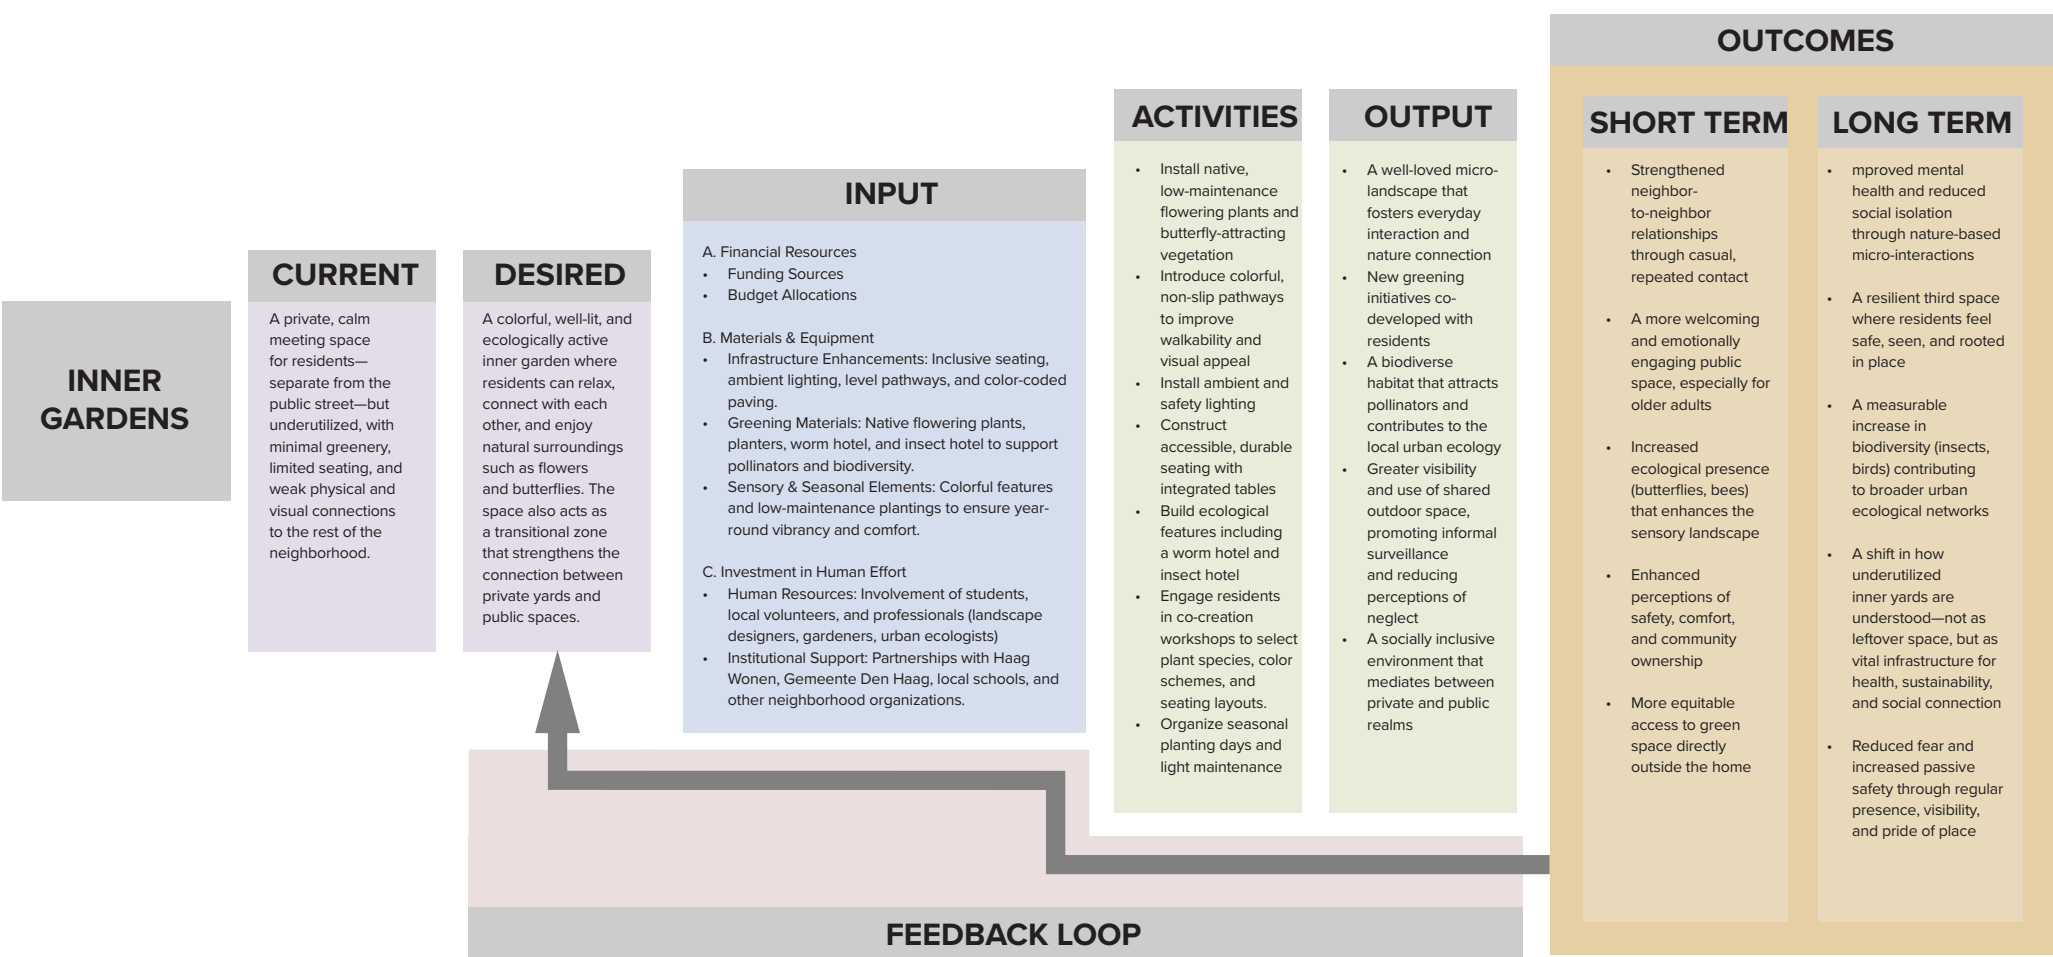 INNER
GARDENS
CURRENT
A private, calm
meeting space
for residents—
separate from the
public street—but
underutilized, with
minimal greenery,
limited seating, and
weak physical and
visual connections
to the rest of the
neighborhood.
DESIRED
A colorful, well-lit, and
ecologically active
inner garden where
residents can relax,
connect with each
other, and enjoy
natural surroundings
such as flowers
and butterflies. The
space also acts as
a transitional zone
that strengthens the
connection between
private yards and
public spaces.
INPUT
A. Financial Resources
• Funding Sources
• Budget Allocations
B. Materials & Equipment
• Infrastructure Enhancements: Inclusive seating,
ambient lighting, level pathways, and color-coded
paving.
• Greening Materials: Native flowering plants,
planters, worm hotel, and insect hotel to support
pollinators and biodiversity.
• Sensory & Seasonal Elements: Colorful features
and low-maintenance plantings to ensure year-
round vibrancy and comfort.
C. Investment in Human Effort
• Human Resources: Involvement of students,
local volunteers, and professionals (landscape
designers, gardeners, urban ecologists)
• Institutional Support: Partnerships with Haag
Wonen, Gemeente Den Haag, local schools, and
other neighborhood organizations.
ACTIVITIES
• Install native,
low-maintenance
flowering plants and
butterfly-attracting
vegetation
• Introduce colorful,
non-slip pathways
to improve
walkability and
visual appeal
• Install ambient and
safety lighting
• Construct
accessible, durable
seating with
integrated tables
• Build ecological
features including
a worm hotel and
insect hotel
• Engage residents
in co-creation
workshops to select
plant species, color
schemes, and
seating layouts.
• Organize seasonal
planting days and
light maintenance
OUTPUT
• A well-loved micro-
landscape that
fosters everyday
interaction and
nature connection
• New greening
initiatives co-
developed with
residents
• A biodiverse
habitat that attracts
pollinators and
contributes to the
local urban ecology
• Greater visibility
and use of shared
outdoor space,
promoting informal
surveillance
and reducing
perceptions of
neglect
• A socially inclusive
environment that
mediates between
private and public
realms
OUTCOMES
SHORT TERM
• Strengthened
neighbor-
to-neighbor
relationships
through casual,
repeated contact
• A more welcoming
and emotionally
engaging public
space, especially for
older adults
• Increased
ecological presence
(butterflies, bees)
that enhances the
sensory landscape
• Enhanced
perceptions of
safety, comfort,
and community
ownership
• More equitable
access to green
space directly
outside the home
LONG TERM
• mproved mental
health and reduced
social isolation
through nature-based
micro-interactions
• A resilient third space
where residents feel
safe, seen, and rooted
in place
• A measurable
increase in
biodiversity (insects,
birds) contributing
to broader urban
ecological networks
• A shift in how
underutilized
inner yards are
understood—not as
leftover space, but as
vital infrastructure for
health, sustainability,
and social connection
• Reduced fear and
increased passive
safety through regular
presence, visibility,
and pride of place
FEEDBACK LOOP